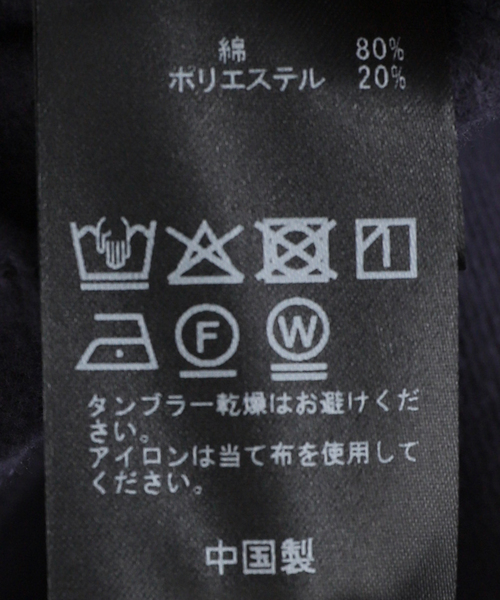 綿 80%
ポリエステル 20%
F W
タンブラー乾燥はお避けくだ
さい。
アイロンは当て布を使用して
ください。
中国製